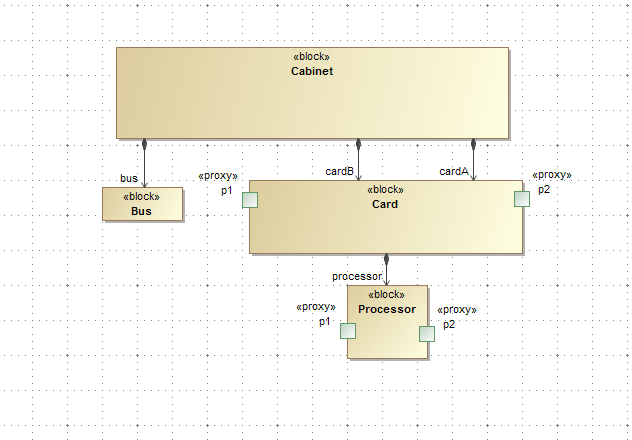 «block»
Cabinet
bus
cardB
cardA
«block»
Bus
«proxy»
p1
«block»
Card
«proxy»
p2
processor
«block»
Processor
«proxy»
p1
«proxy»
p2